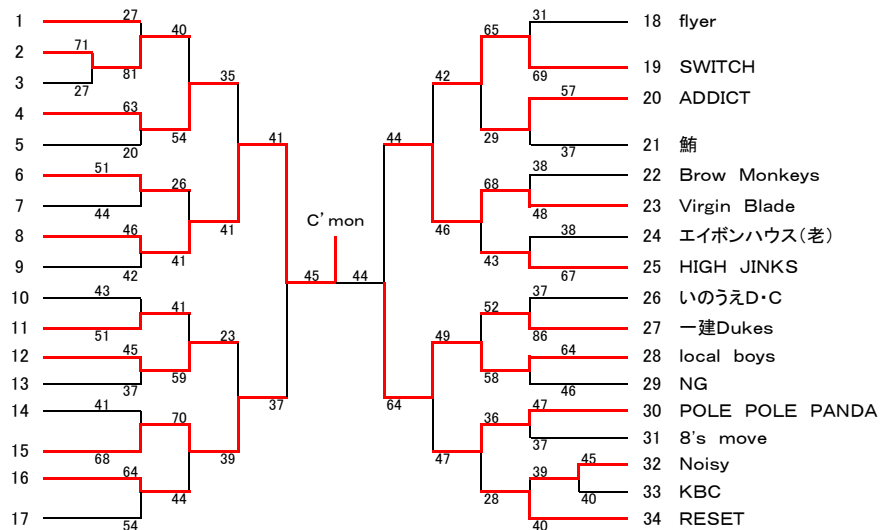 1 27 40 65 31 18 flyer
2 71 35 42
3 27 81 69 19 SWITCH
4 63 57 20 ADDICT
5 20 54 41 44 29 37 21 鮪
6 51 26 68 38 22 Brow Monkeys
7 44 48 23 Virgin Blade
8 46 41 C'mon 46 38 24 エイボンハウス(老)
9 42 41 43 67 25 HIGH JINKS
45 44
10 43 41 52 37 26 いのうえD・C
11 51 23 49 86 27 一建Dukes
12 45 64 28 local boys
13 37 59 58 46 29 NG
14 41 70 37 64 36 47 30 POLE POLE PANDA
37 31 8's move
15 68 39 47 45 32 Noisy
16 64 39
44 28 40 33 KBC
17 54 40 34 RESET